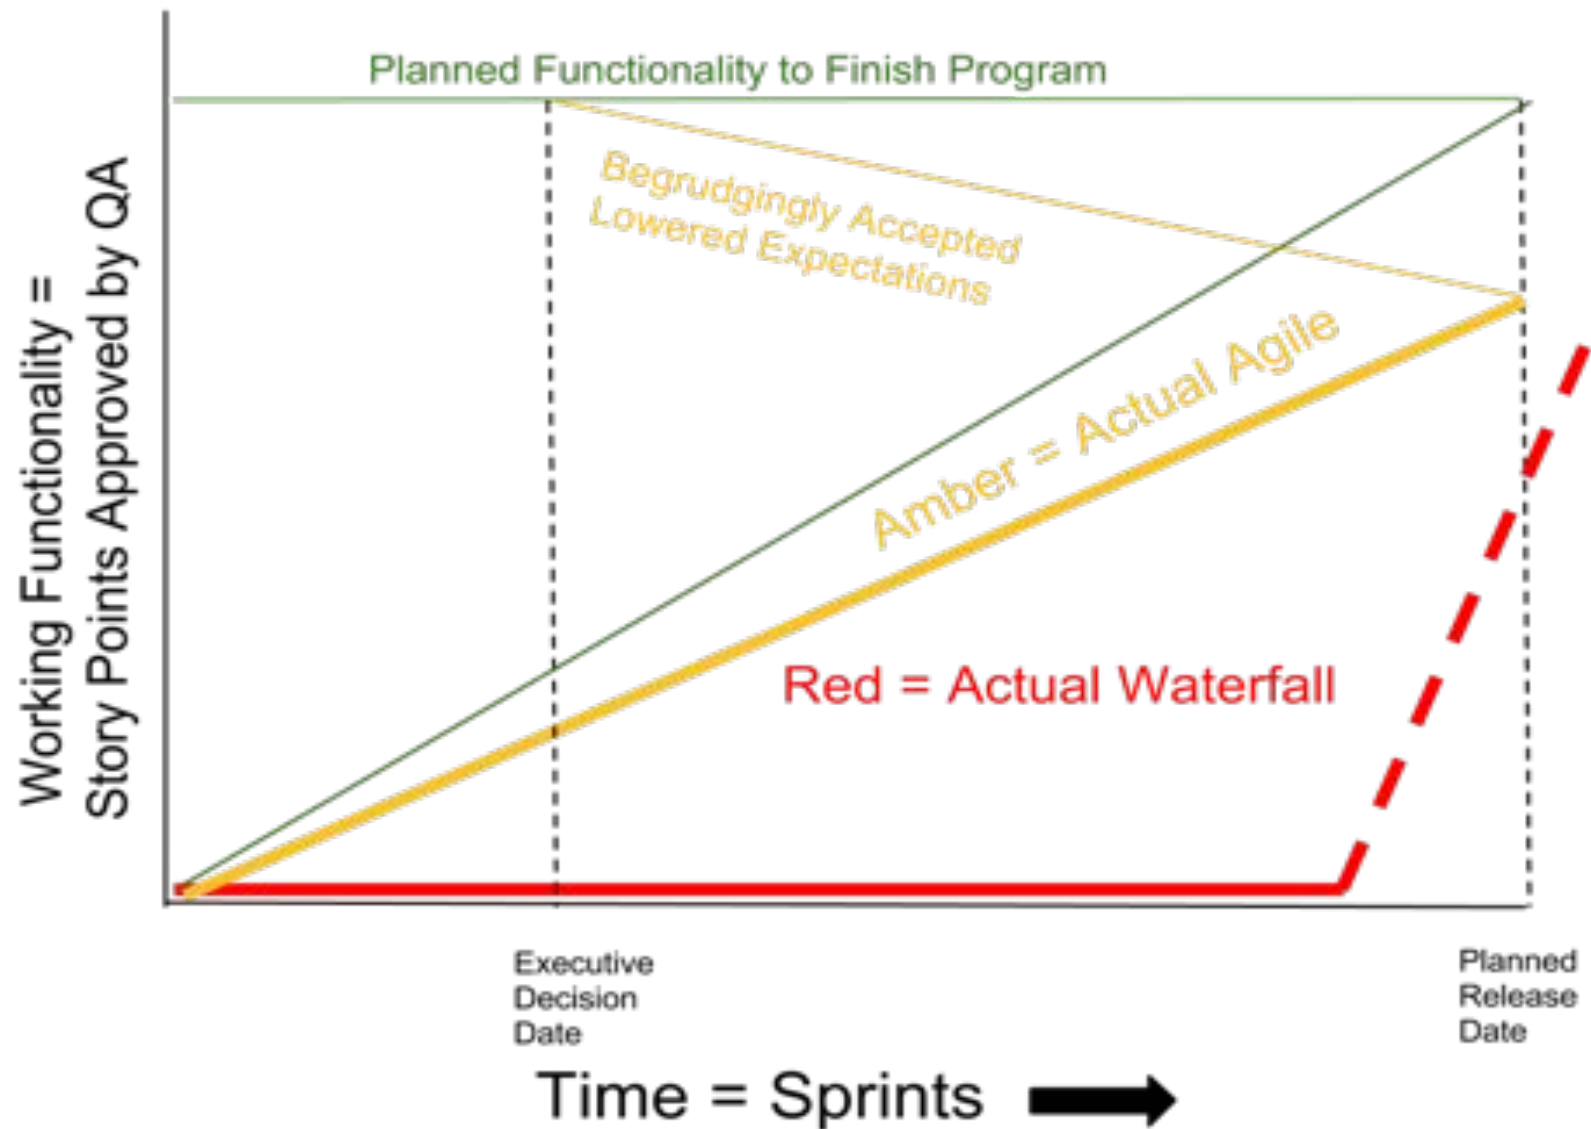 Planned Functionality to Finish Program
Begrudgingly Accepted
Lowered Expectations
Amber = Actual Agile
Red = Actual Waterfall
Working Functionality =
Story Points Approved by QA
Executive
Decision
Date
Planned
Release
Date
Time = Sprints